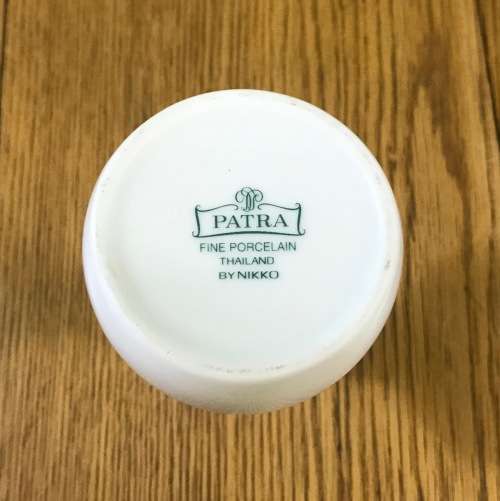 PATRA
FINE PORCELAIN
THAILAND
BY NIKKO